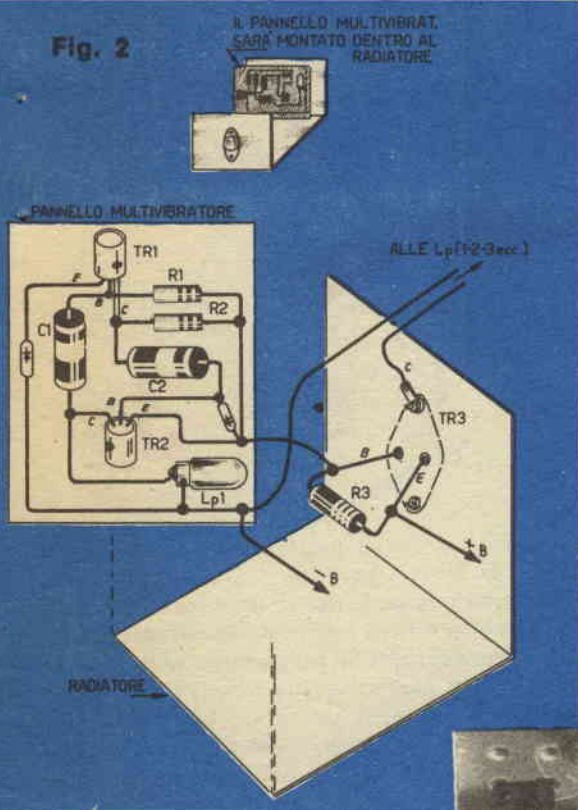 Fig. 2
IL PANNELLO MULTIVIBRAT.
SARÀ MONTATO DENTRO AL
RADIATORE
PANNELLO MULTIVIBRATORE
TR1
E
B
C
R1
R2
C1
C2
B
E
C
TR2
Lp1
ALLE Lp(1-2-3ecc)
C
TR3
B
E
R3
+B
-B
RADIATORE